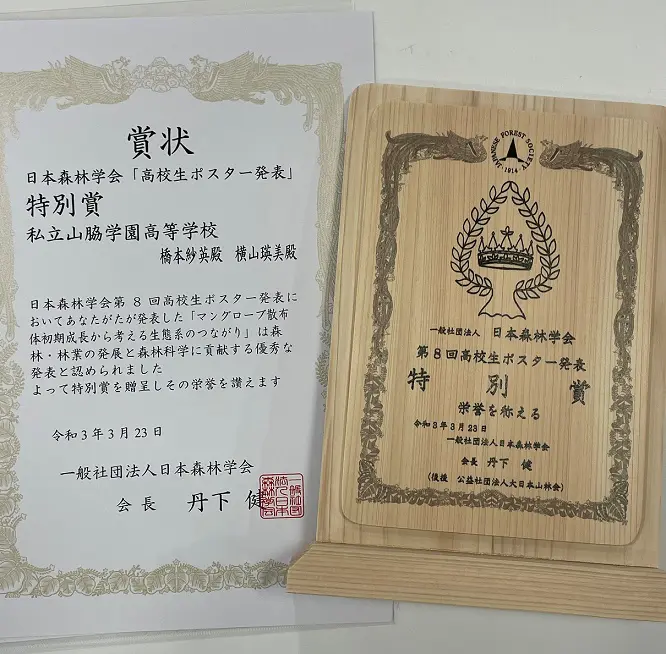 賞状
日本森林学会「高校生ポスター発表」
特別賞
私立山脇学園高等学校
橋本紗英殿 横山瑛美殿
日本森林学会第8回高校生ポスター発表に
おいてあなたがたが発表した「マングローブ散布
体初期成長から考える生態系のつながり」は森
林・林業の発展と森林科学に貢献する優秀な
発表と認められました
よって特別賞を贈呈しその栄誉を讃えます
令和3年3月23日
一般社団法人日本森林学会
会長 丹下 健
一般社団
法人日本
森林学会
JAPANESE FOREST SOCIETY
・1914・
一般社団法人 日本森林学会
第8回高校生ポスター発表
特別賞
栄誉を称える
令和3年3月23日
一般社団法人日本森林学会
会長 丹下 健
(後援 公益社団法人大日本山林会)